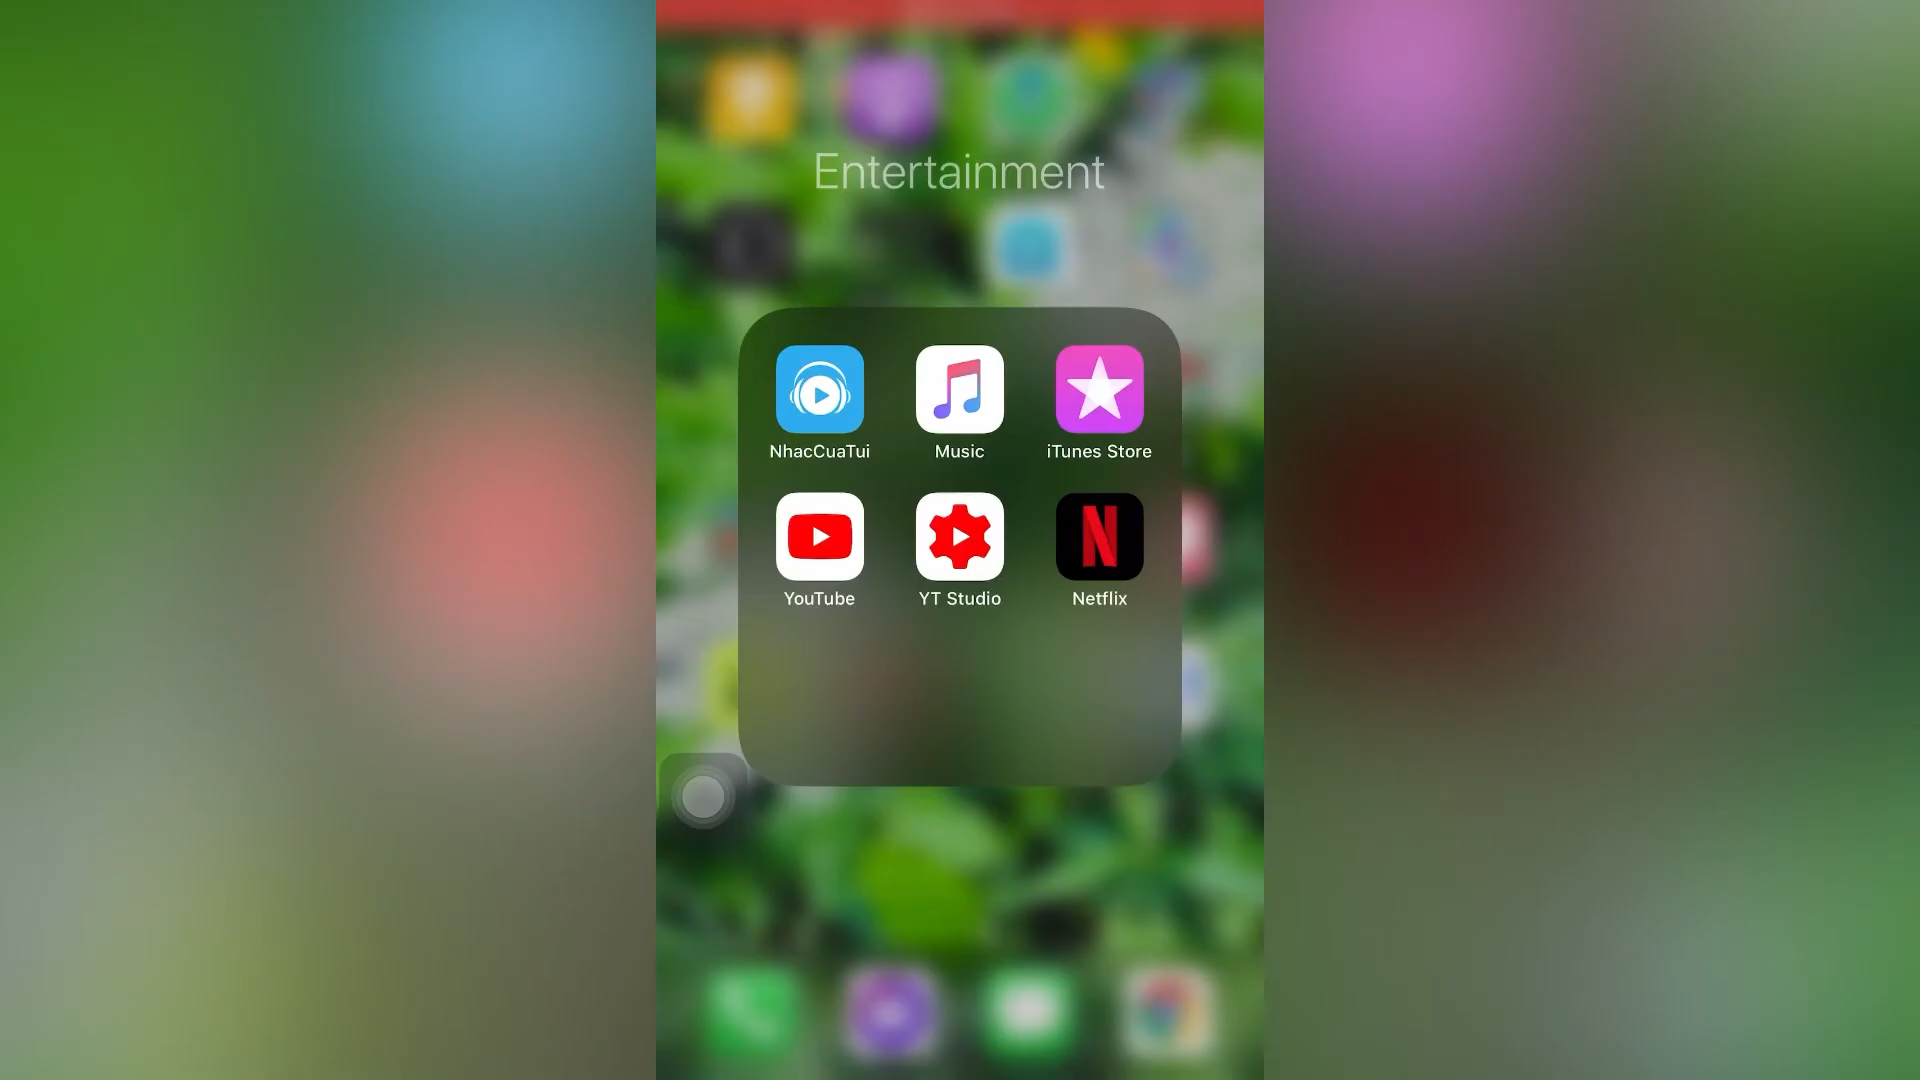 Entertainment
NhacCuaTui
Music
iTunes Store
YouTube
YT Studio
Netflix